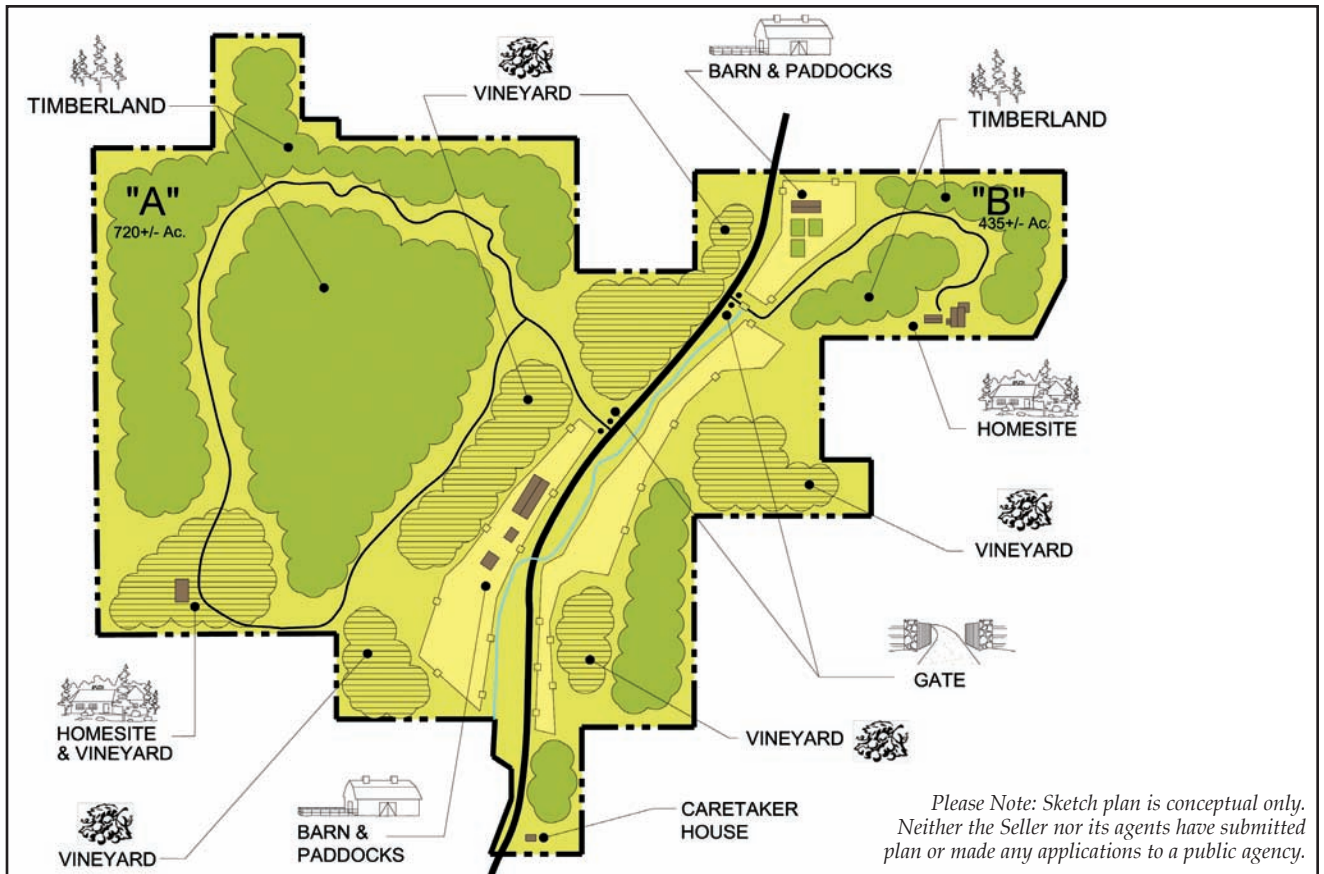 BARN & PADDOCKS
VINEYARD
TIMBERLAND
TIMBERLAND
"A"
720+/- Ac.
"B"
435+/- Ac.
HOMESITE
VINEYARD
GATE
HOMESITE
& VINEYARD
VINEYARD
VINEYARD
BARN &
PADDOCKS
CARETAKER
HOUSE
Please Note: Sketch plan is conceptual only.
Neither the Seller nor its agents have submitted
plan or made any applications to a public agency.